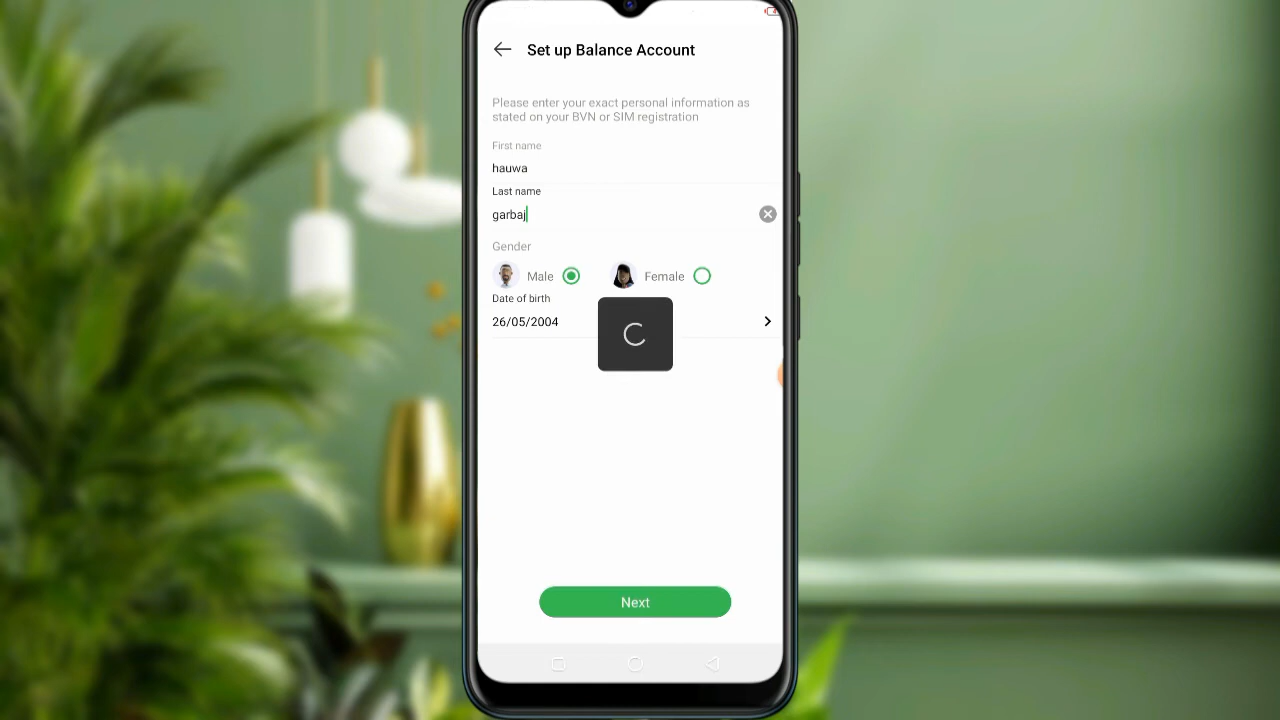 Set up Balance Account
Please enter your exact personal information as
stated on your BVN or SIM registration
First name
hauwa
Last name
garbaj
Gender
Male Female
Date of birth
26/05/2004
Next